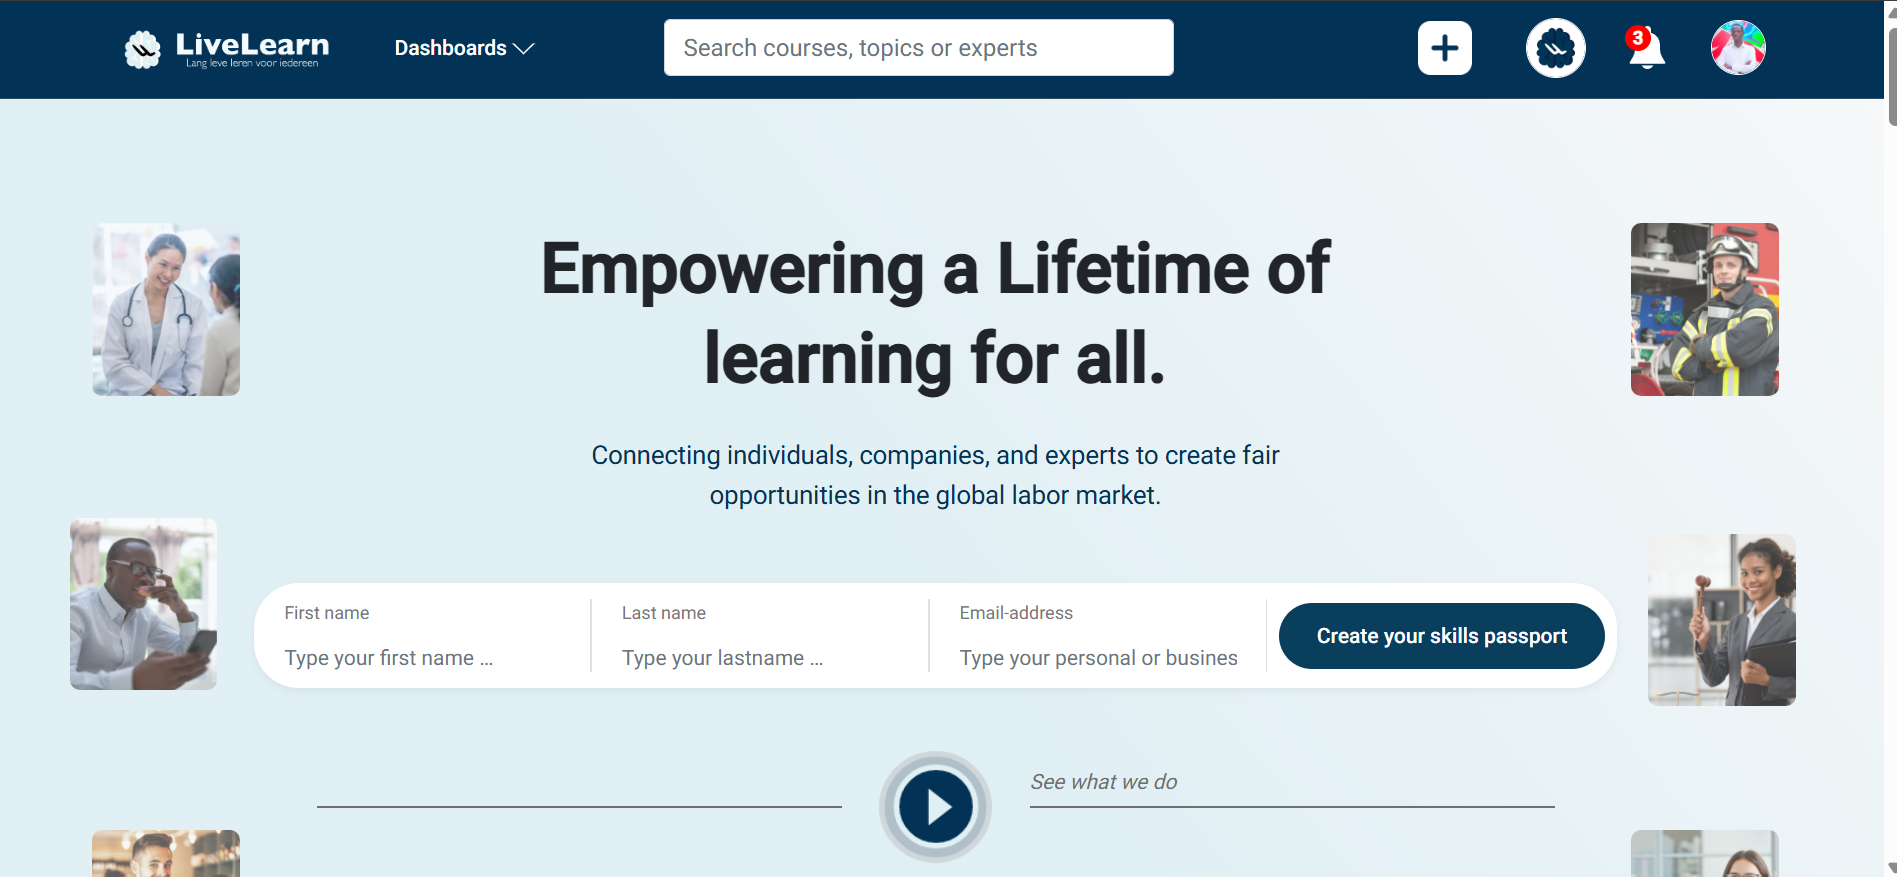 LiveLearn
Lang leve leren voor iedereen
Dashboards
Search courses, topics or experts
3
Empowering a Lifetime of
learning for all.
Connecting individuals, companies, and experts to create fair
opportunities in the global labor market.
First name
Type your first name ...
Last name
Type your lastname ...
Email-address
Type your personal or busines
Create your skills passport
See what we do